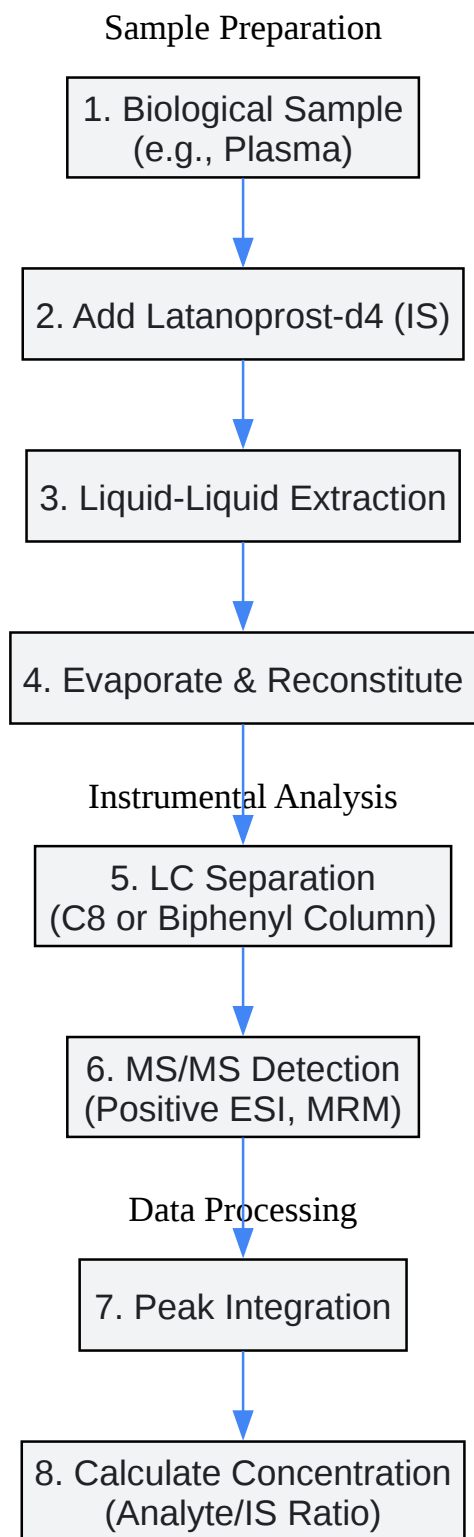 Sample Preparation
1. Biological Sample
(e.g., Plasma)
2. Add Latanoprost-d4 (IS)
3. Liquid-Liquid Extraction
4. Evaporate & Reconstitute
Instrumental Analysis
5. LC Separation
(C8 or Biphenyl Column)
6. MS/MS Detection
(Positive ESI, MRM)
Data Processing
7. Peak Integration
8. Calculate Concentration
(Analyte/IS Ratio)